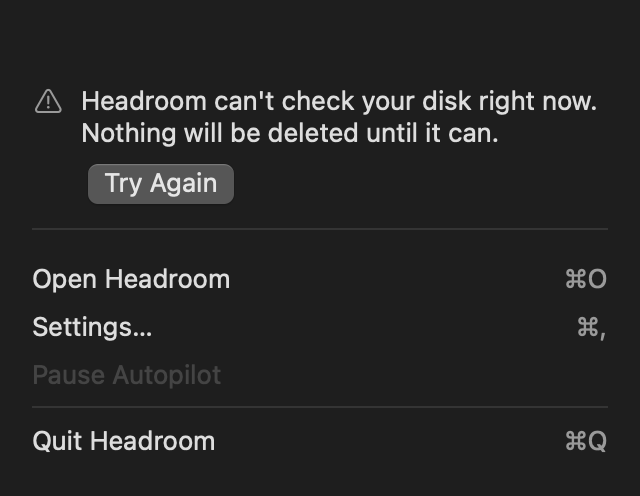 Headroom can't check your disk right now.
Nothing will be deleted until it can.
Try Again
Open Headroom ⌘O
Settings... ⌘,
Pause Autopilot
Quit Headroom ⌘Q